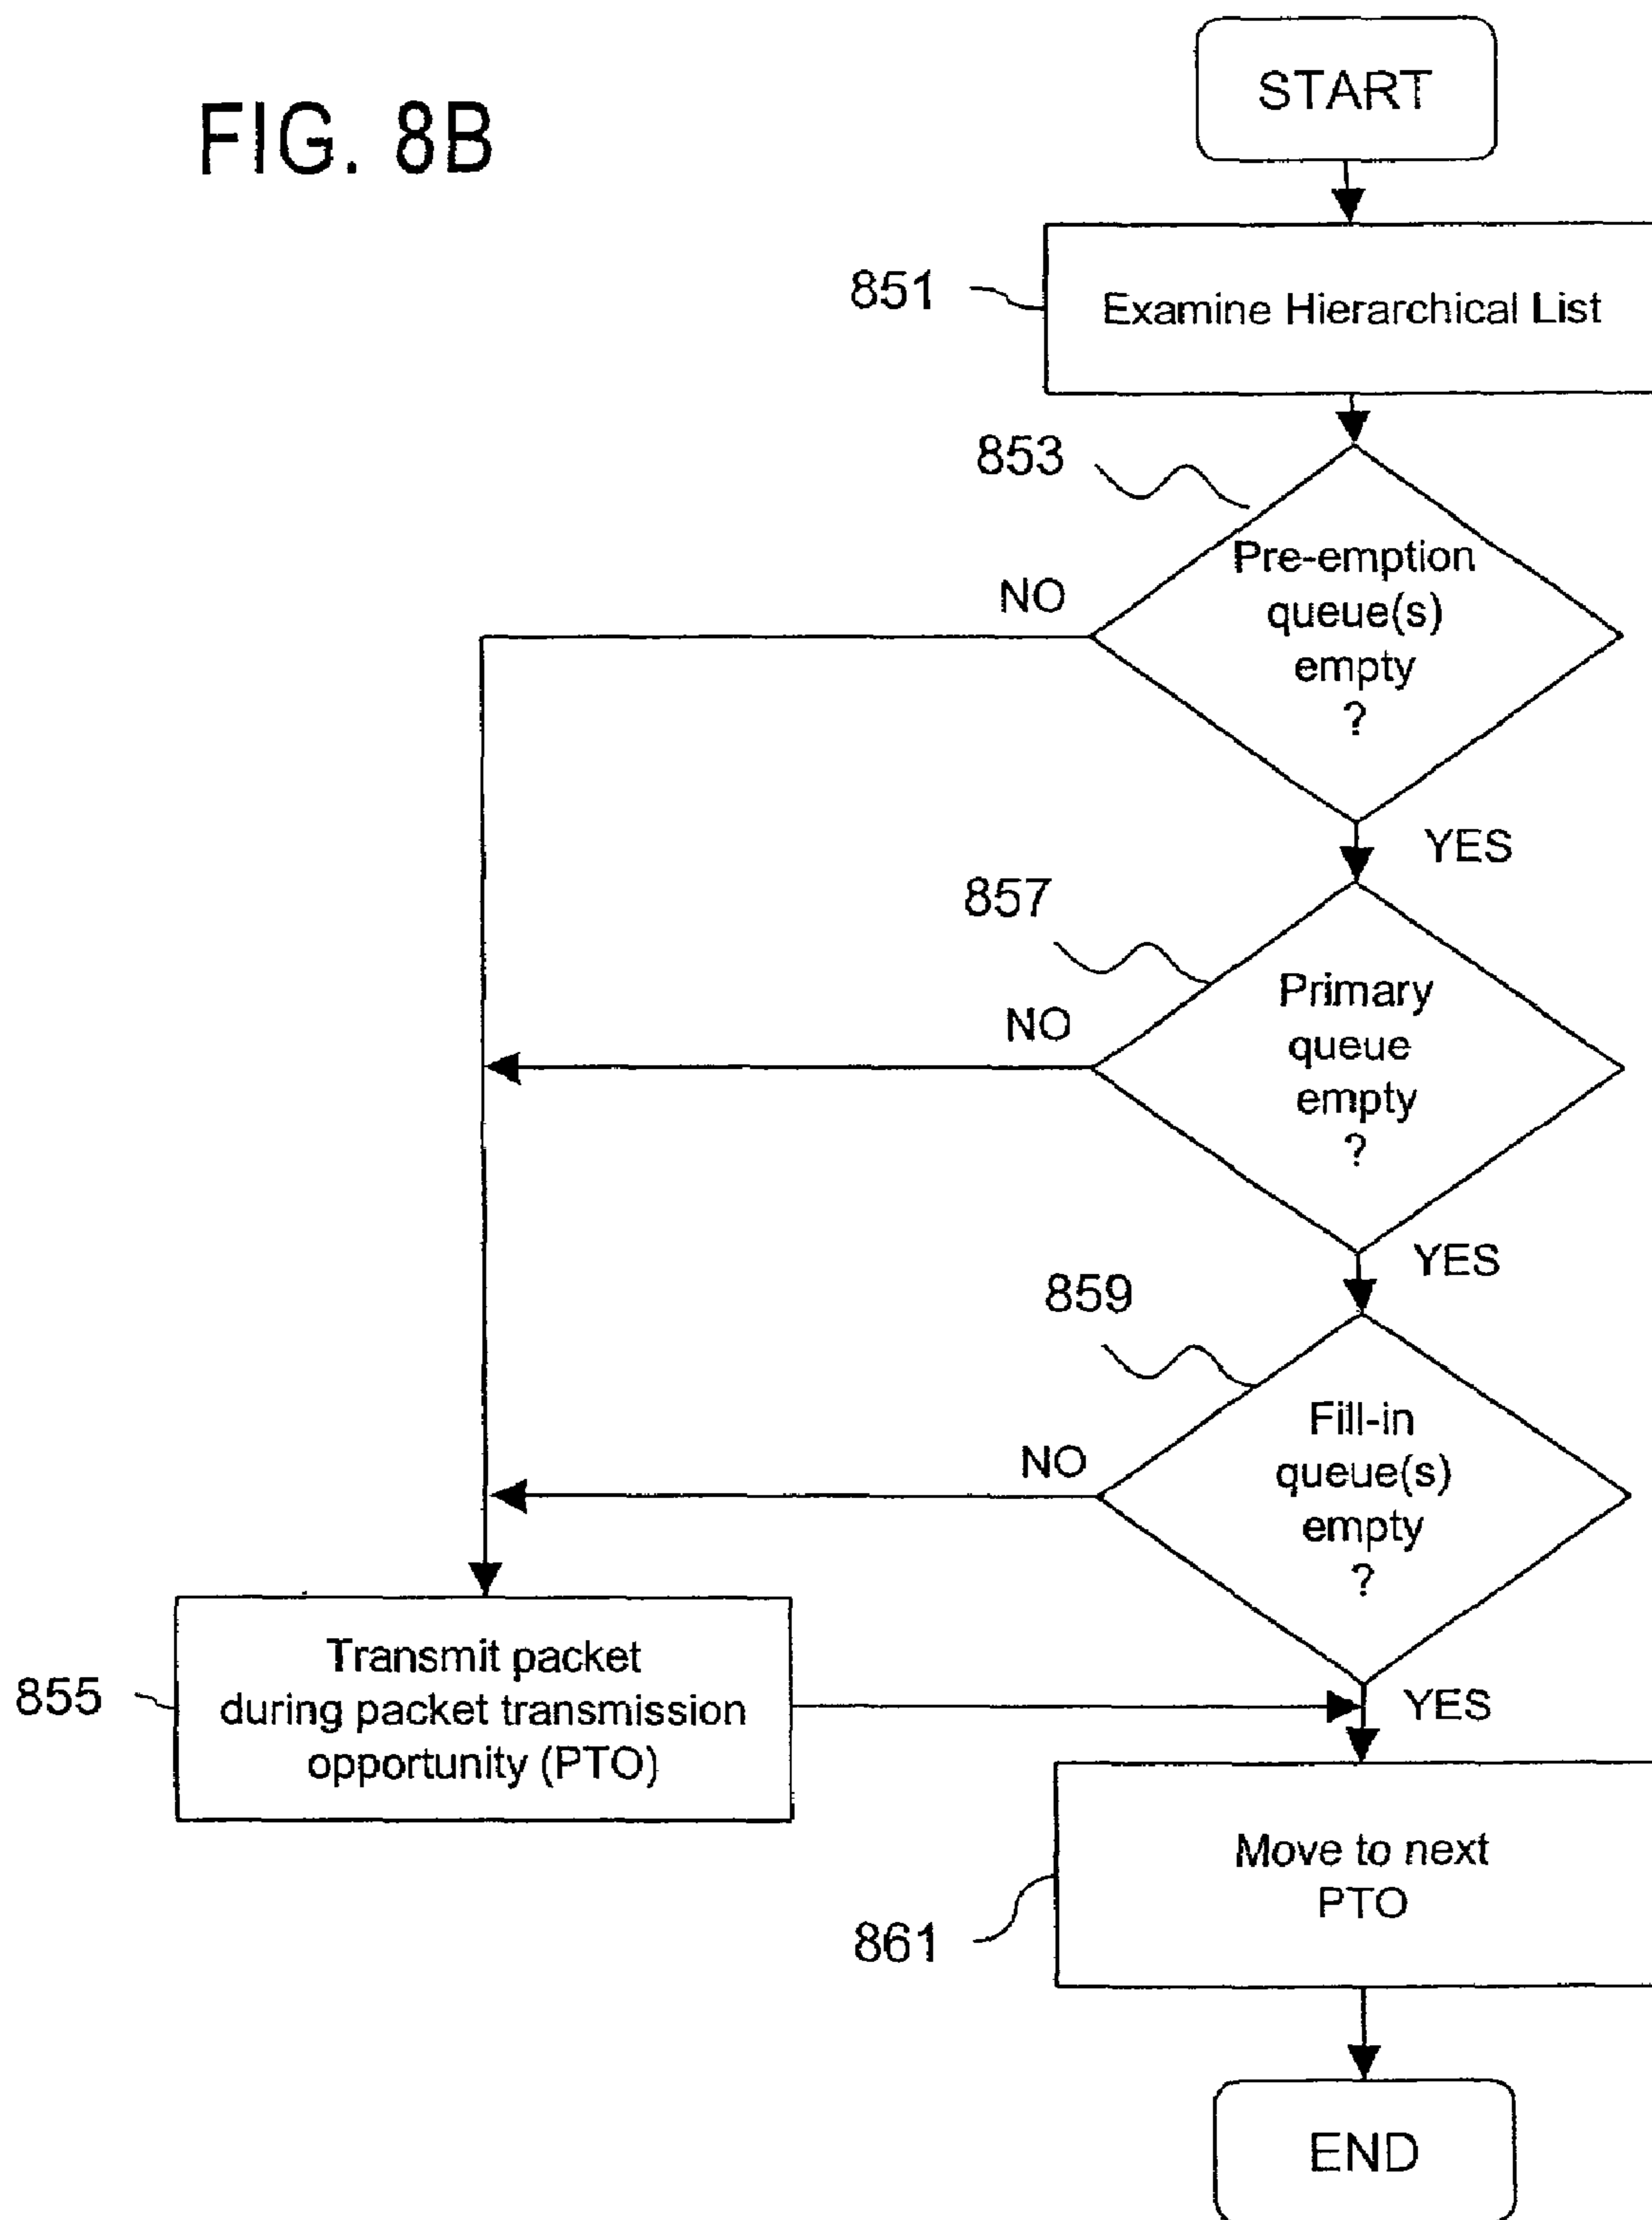 FIG. 8B
START
851
Examine Hierarchical List
853
Pre-emption
queue(s)
empty
?
NO
YES
857
Primary
queue
empty
?
NO
YES
859
Fill-in
queue(s)
empty
?
NO
YES
855
Transmit packet
during packet transmission
opportunity (PTO)
861
Move to next
PTO
END